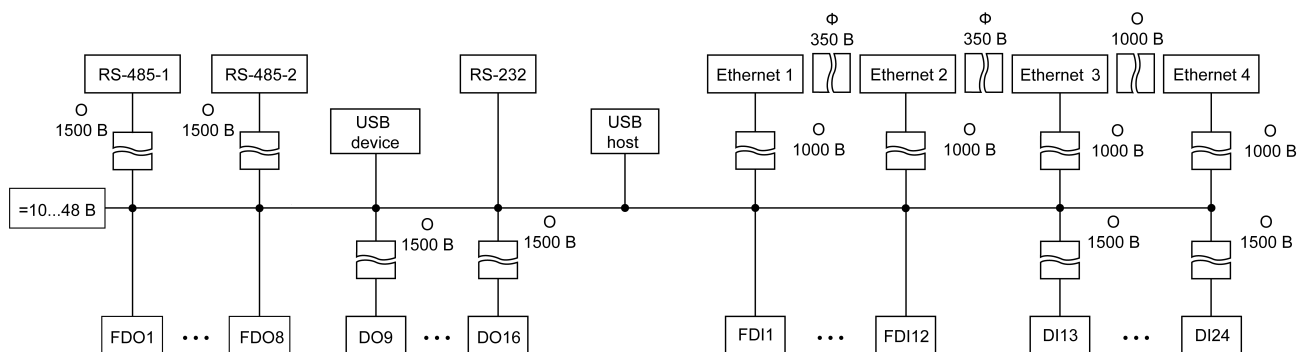 Ф
350 В
Ф
350 В
О
1000 В
RS-485-1
RS-485-2
RS-232
Ethernet 1
Ethernet 2
Ethernet 3
Ethernet 4
О
1500 В
О
1500 В
USB
device
USB
host
О
1000 В
О
1000 В
О
1000 В
О
1000 В
=10...48 В
О
1500 В
О
1500 В
О
1500 В
О
1500 В
FDO1 ... FDO8
DO9 ... DO16
FDI1 ... FDI12
DI13 ... DI24